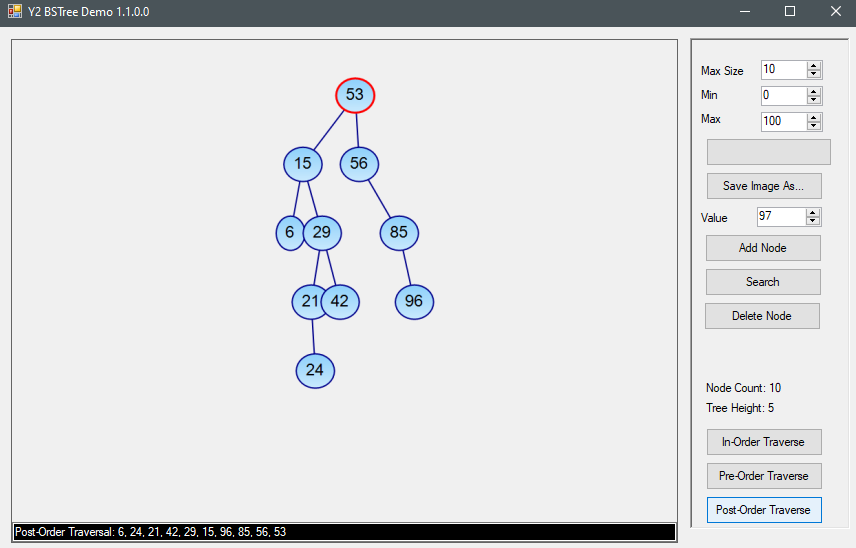 Y2 BSTree Demo 1.1.0.0
53
15 56
6 29 85
21 42 96
24
Post-Order Traversal: 6, 24, 21, 42, 29, 15, 96, 85, 56, 53
Max Size 10
Min 0
Max 100
Save Image As...
Value 97
Add Node
Search
Delete Node
Node Count: 10
Tree Height: 5
In-Order Traverse
Pre-Order Traverse
Post-Order Traverse